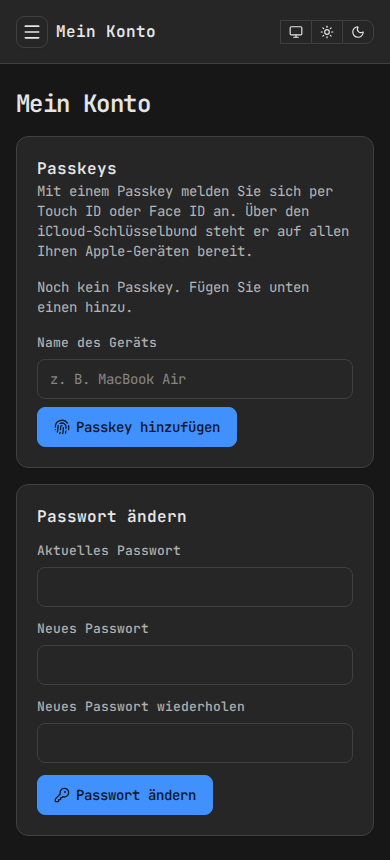 Mein Konto
Mein Konto
Passkeys
Mit einem Passkey melden Sie sich per
Touch ID oder Face ID an. Über den
iCloud-Schlüsselbund steht er auf allen
Ihren Apple-Geräten bereit.
Noch kein Passkey. Fügen Sie unten
einen hinzu.
Name des Geräts
z. B. MacBook Air
Passkey hinzufügen
Passwort ändern
Aktuelles Passwort
Neues Passwort
Neues Passwort wiederholen
Passwort ändern